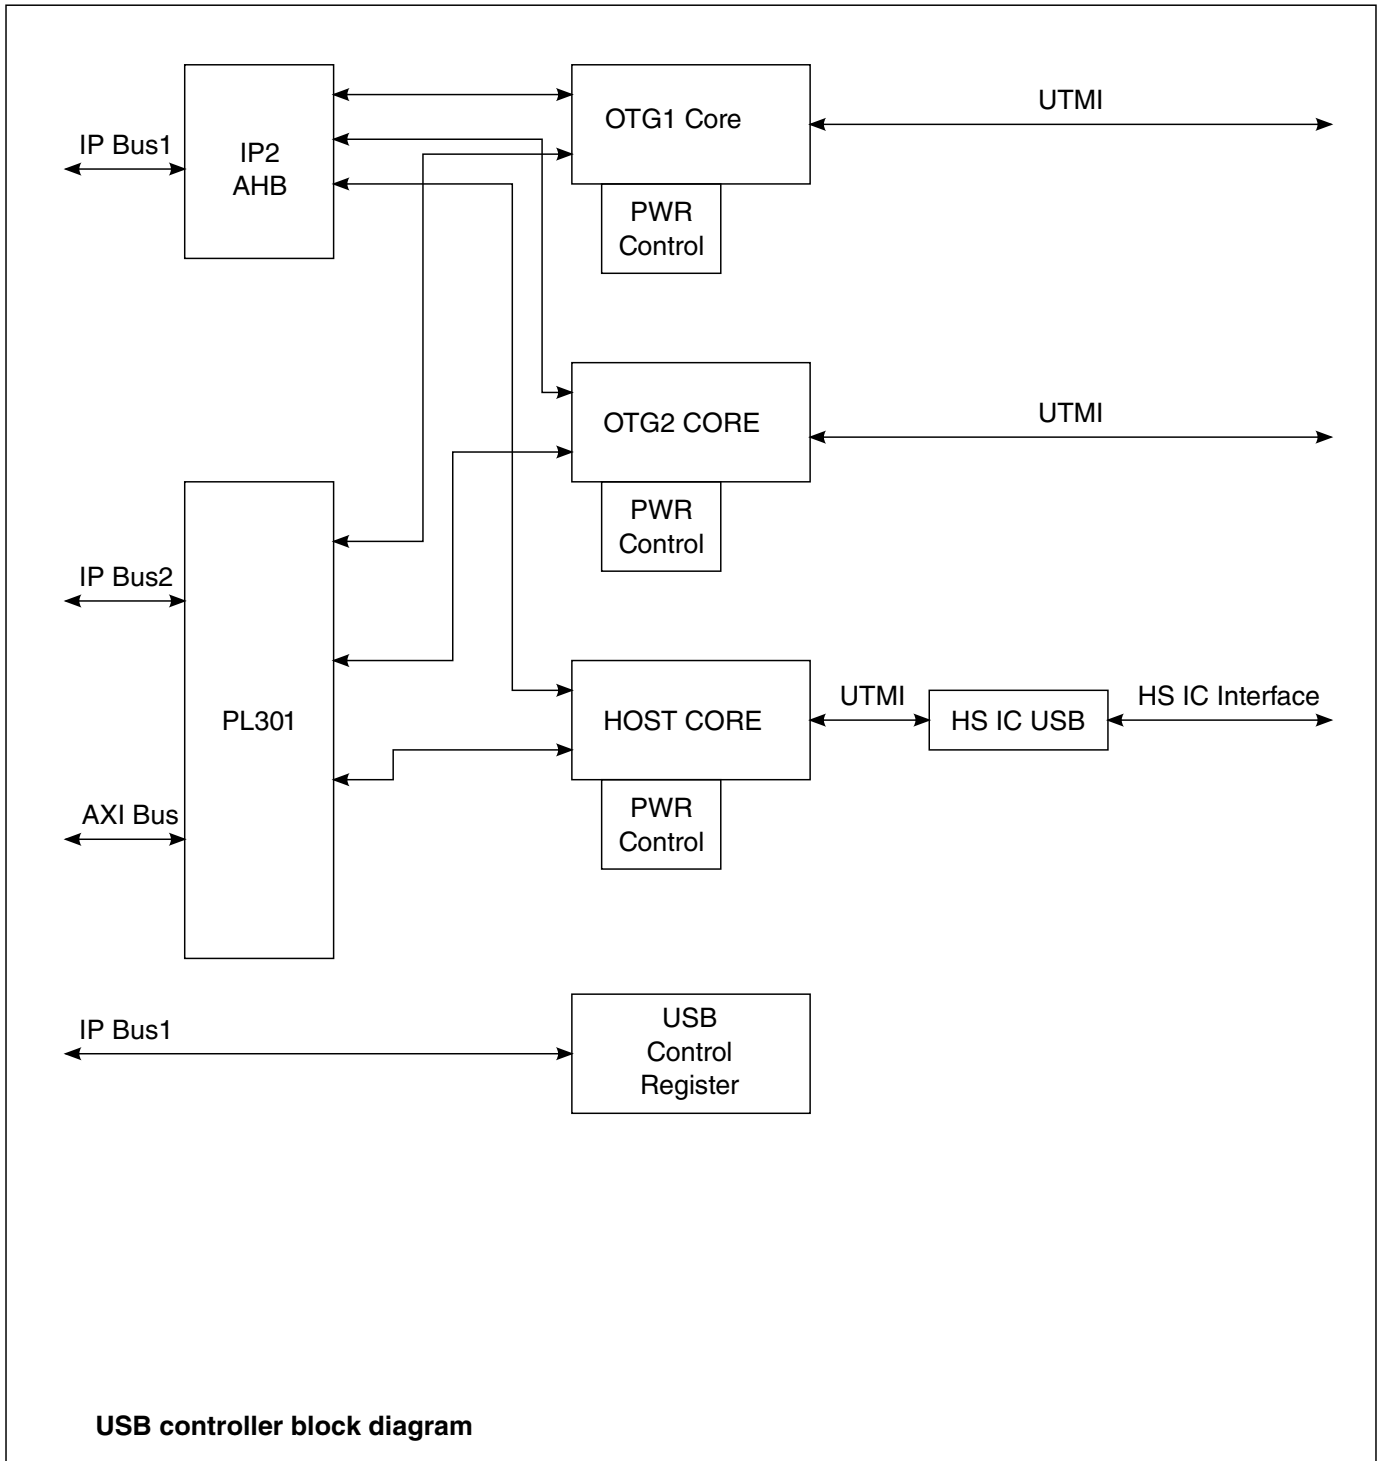 UTMI
OTG1 Core
IP Bus1
IP2
AHB
PWR
Control
UTMI
OTG2 CORE
PWR
Control
IP Bus2
UTMI
HS IC Interface
PL301
HOST CORE
HS IC USB
AXI Bus
PWR
Control
IP Bus1
USB
Control
Register
USB controller block diagram